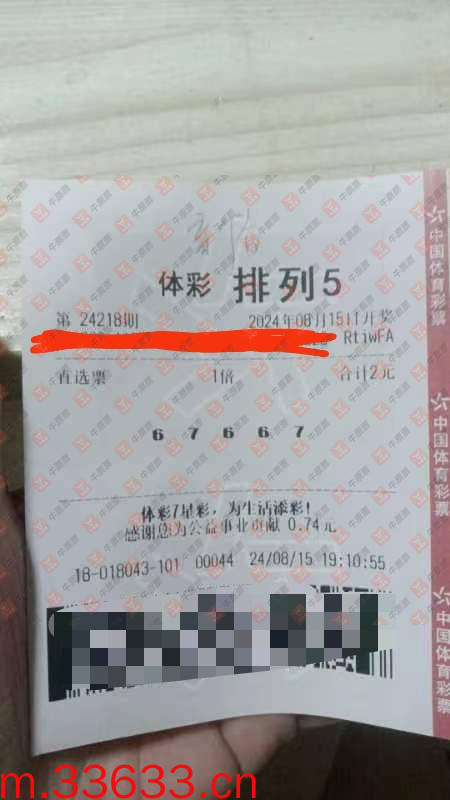 体彩 排列5
第 24218期 2024年08月15日开奖
RtiwFA
直选票 1倍 合计2元
6 7 6 6 7
体彩7星彩，为生活添彩！
感谢您为公益事业贡献 0.74元
18-018043-101 00044 24/08/15 19:10:55
中国体育彩票
中国体育彩票
中国体育彩票
牛票票
m.33633.cn